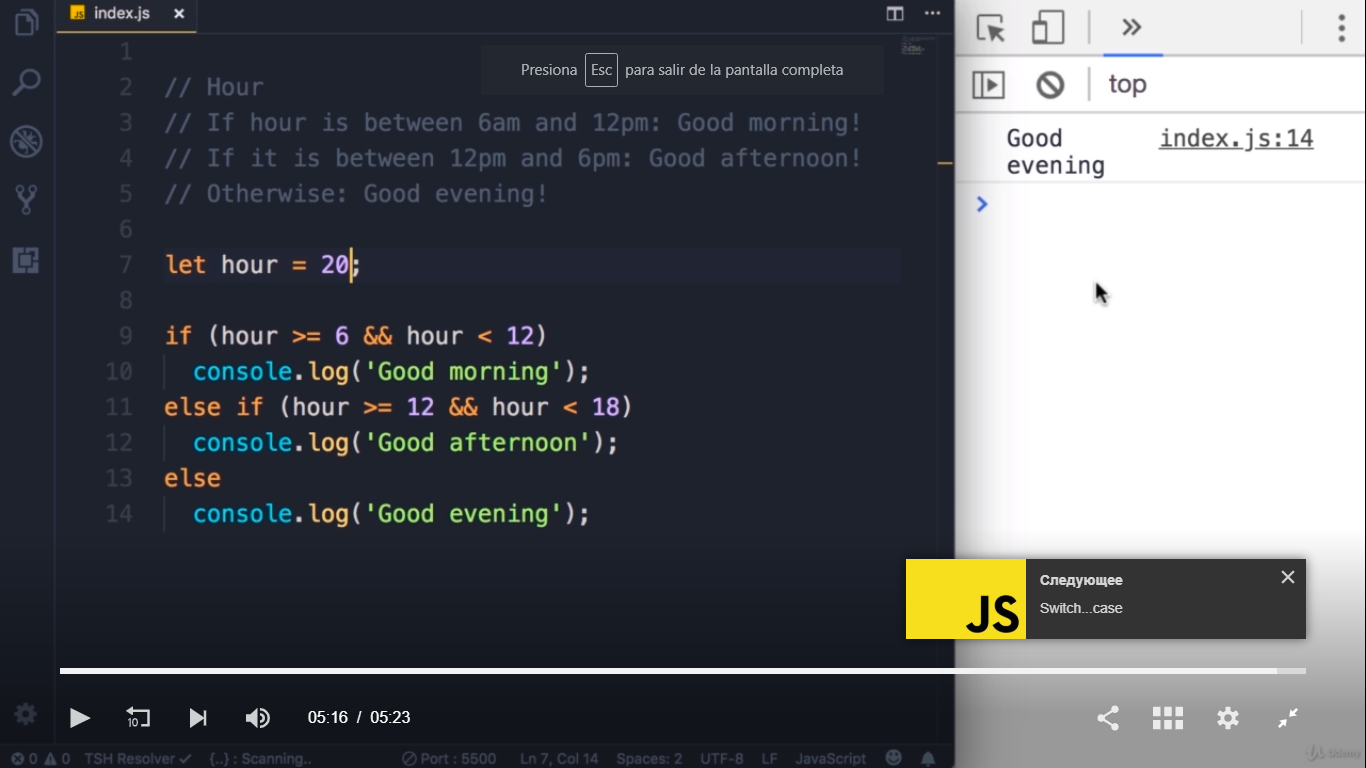 JS index.js ×
Presiona Esc para salir de la pantalla completa
1
2 // Hour
3 // If hour is between 6am and 12pm: Good morning!
4 // If it is between 12pm and 6pm: Good afternoon!
5 // Otherwise: Good evening!
6
7 let hour = 20;
8
9 if (hour >= 6 && hour < 12)
10 console.log('Good morning');
11 else if (hour >= 12 && hour < 18)
12 console.log('Good afternoon');
13 else
14 console.log('Good evening');
top
Good index.js:14
evening
Следующее
JS Switch...case
10
05:16 / 05:23
0 0 TSH Resolver {..} : Scanning.. Port : 5500 Ln 7, Col 14 Spaces: 2 UTF-8 LF JavaScript
Udemy